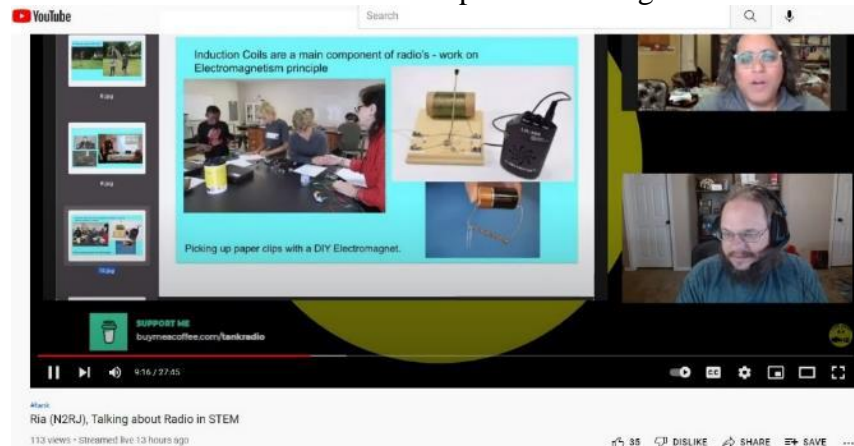 YouTube
Search
Induction Coils are a main component of radio's - work on
Electromagnetism principle
Picking up paper clips with a DIY Electromagnet.
SUPPORT ME
buymeacoffee.com/tankradio
9:16 / 27:45
CC
#tank
Ria (N2RJ), Talking about Radio in STEM
113 views • Streamed live 13 hours ago
35 DISLIKE SHARE SAVE ...